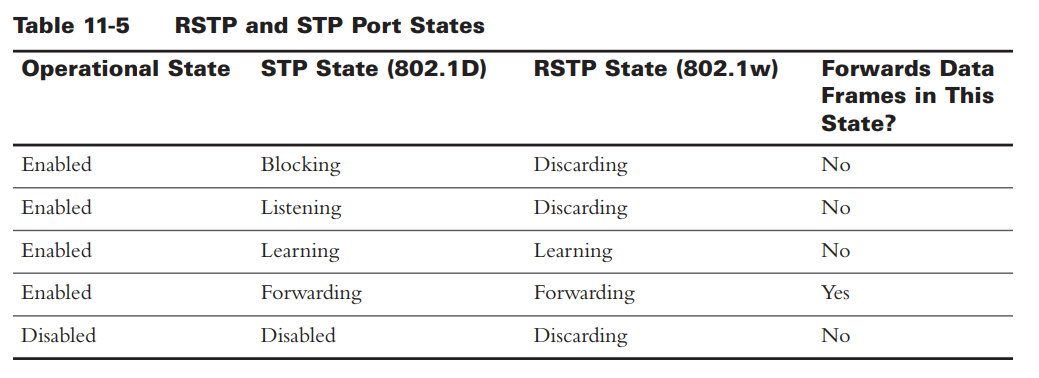 Table 11-5 RSTP and STP Port States
Operational State STP State (802.1D) RSTP State (802.1w) Forwards Data
Frames in This
State?
Enabled Blocking Discarding No
Enabled Listening Discarding No
Enabled Learning Learning No
Enabled Forwarding Forwarding Yes
Disabled Disabled Discarding No